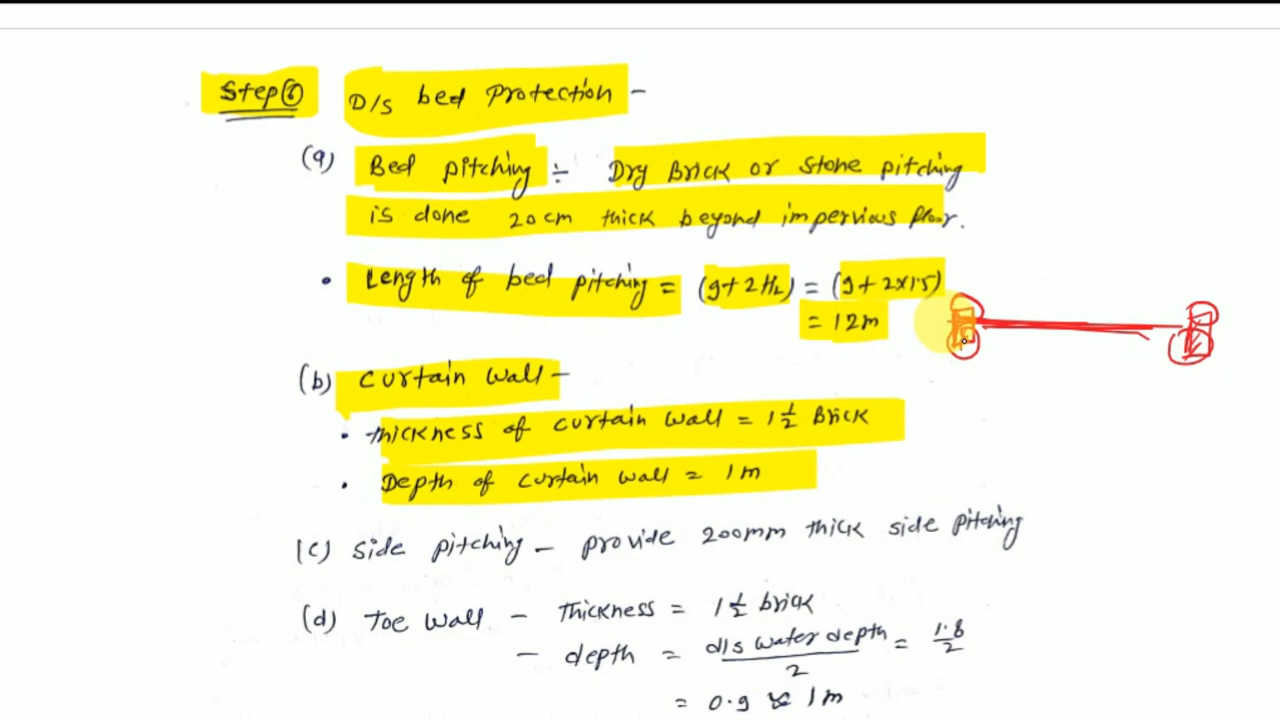 Step⑥ D/s bed Protection -
(a) Bed pitching ÷ Dry Brick or stone pitching
is done 20cm thick beyond impervious floor.
• Length of bed pitching = (9+2HL) = (9+2×1.5)
= 12m
(b) Curtain wall -
• thickness of curtain wall = 1½ Brick
• Depth of curtain wall = 1m
(c) side pitching - provide 200mm thick side pitching
(d) Toe wall - thickness = 1½ brick
- depth = d/s water depth/2 = 1.8/2
= 0.9 ≈ 1m